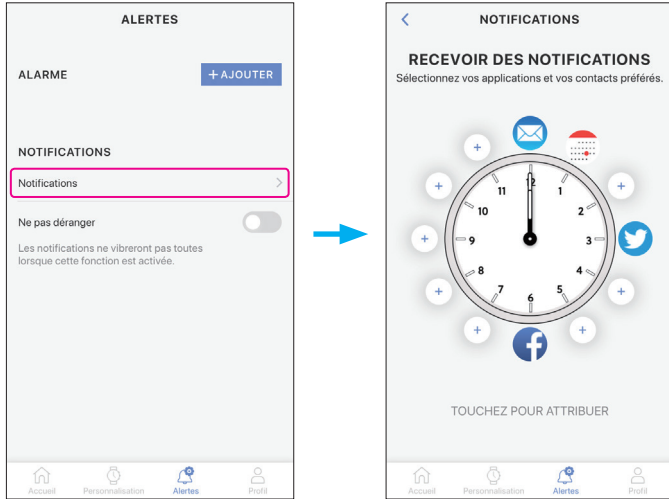 ALERTES
ALARME
+ AJOUTER
NOTIFICATIONS
Notifications
Ne pas déranger
Les notifications ne vibreront pas toutes
lorsque cette fonction est activée.
Accueil Personnalisation Alertes Profil
NOTIFICATIONS
RECEVOIR DES NOTIFICATIONS
Sélectionnez vos applications et vos contacts préférés.
12
1
2
3
4
5
6
7
8
9
10
11
TOUCHEZ POUR ATTRIBUER
Accueil Personnalisation Alertes Profil